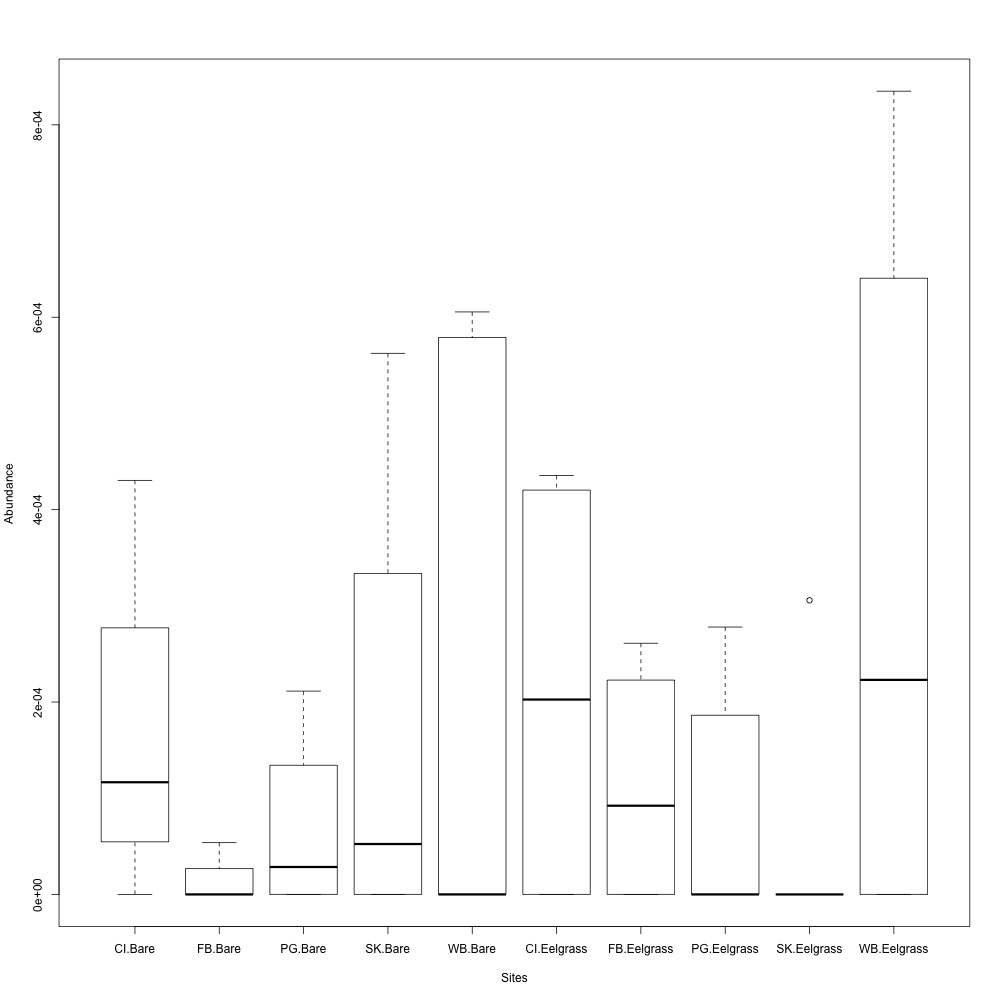 Abundance
8e-04
6e-04
4e-04
2e-04
0e+00
CI.Bare FB.Bare PG.Bare SK.Bare WB.Bare CI.Eelgrass FB.Eelgrass PG.Eelgrass SK.Eelgrass WB.Eelgrass
Sites